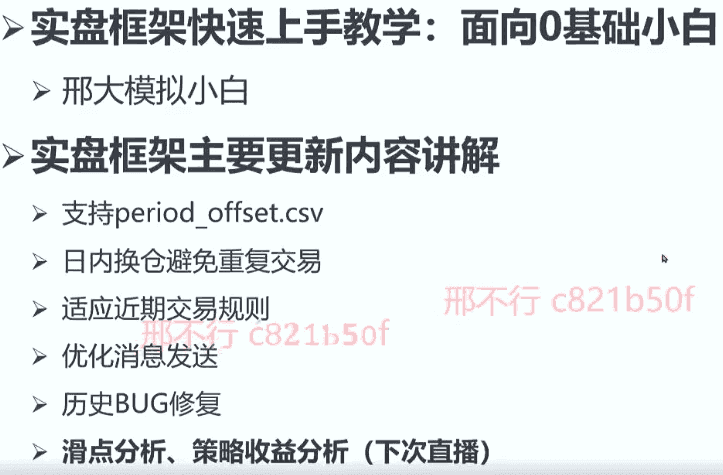 实盘框架快速上手教学：面向0基础小白
邢大模拟小白
实盘框架主要更新内容讲解
支持period_offset.csv
日内换仓避免重复交易
邢不行 c821b50f
适应近期交易规则
邢不行 c821b50f
优化消息发送
历史BUG修复
滑点分析、策略收益分析（下次直播）